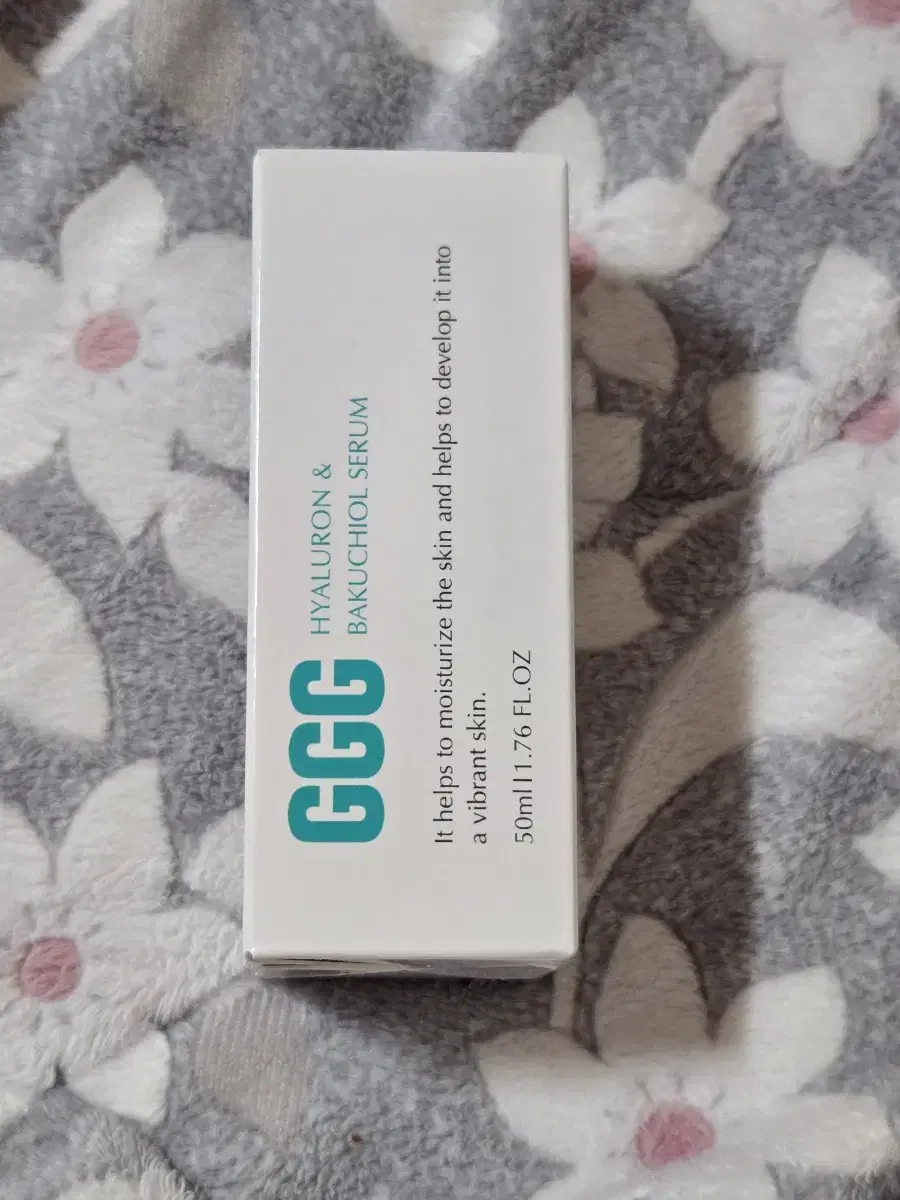 GGG
HYALURON &
BAKUCHIOL SERUM
It helps to moisturize the skin and helps to develop it into
a vibrant skin.
50ml l 1.76 FL.OZ